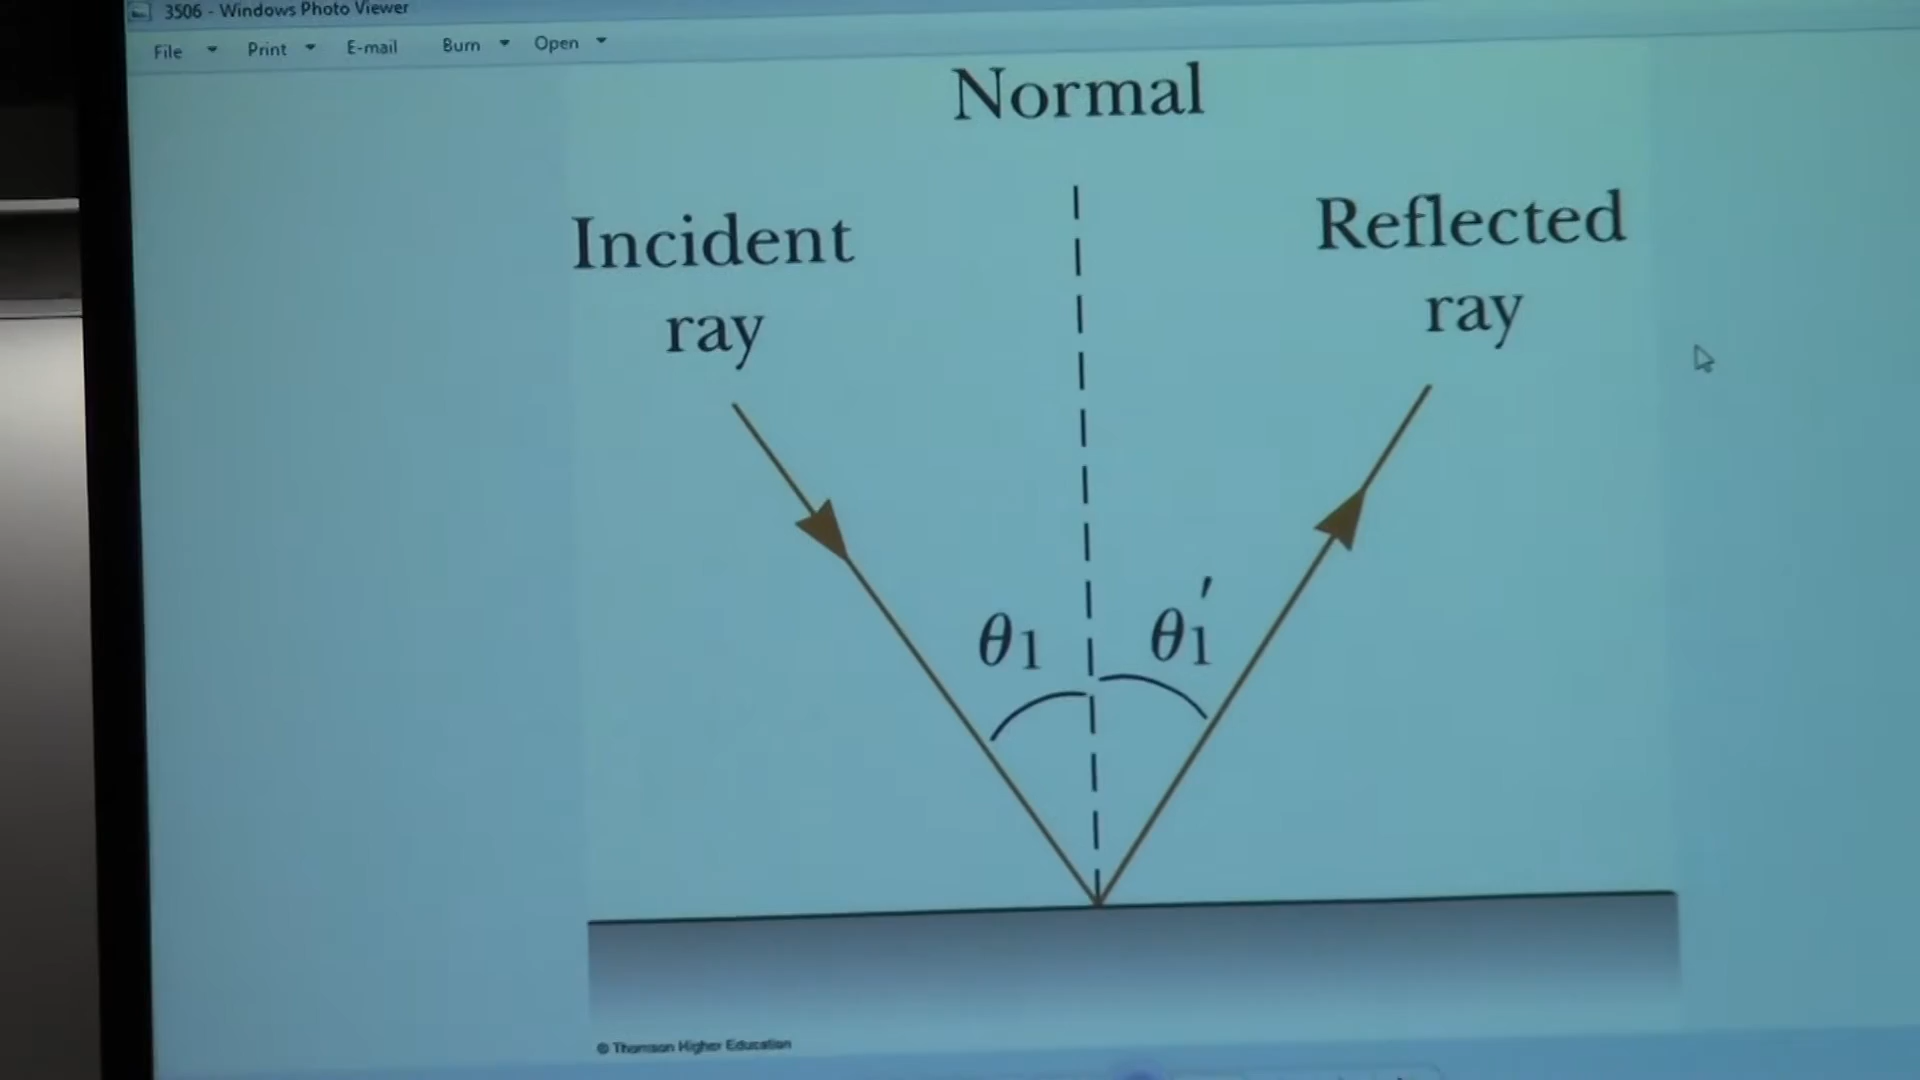 3506 - Windows Photo Viewer
File Print E-mail Burn Open
Normal
Incident
ray
Reflected
ray
θ1 θ1′
© Thomson Higher Education